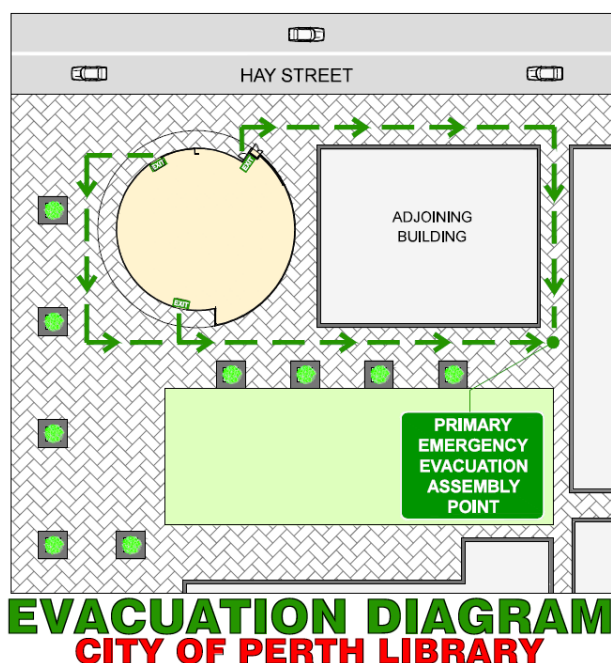 HAY STREET
EXIT
EXIT
ADJOINING
BUILDING
EXIT
PRIMARY
EMERGENCY
EVACUATION
ASSEMBLY
POINT
EVACUATION DIAGRAM
CITY OF PERTH LIBRARY